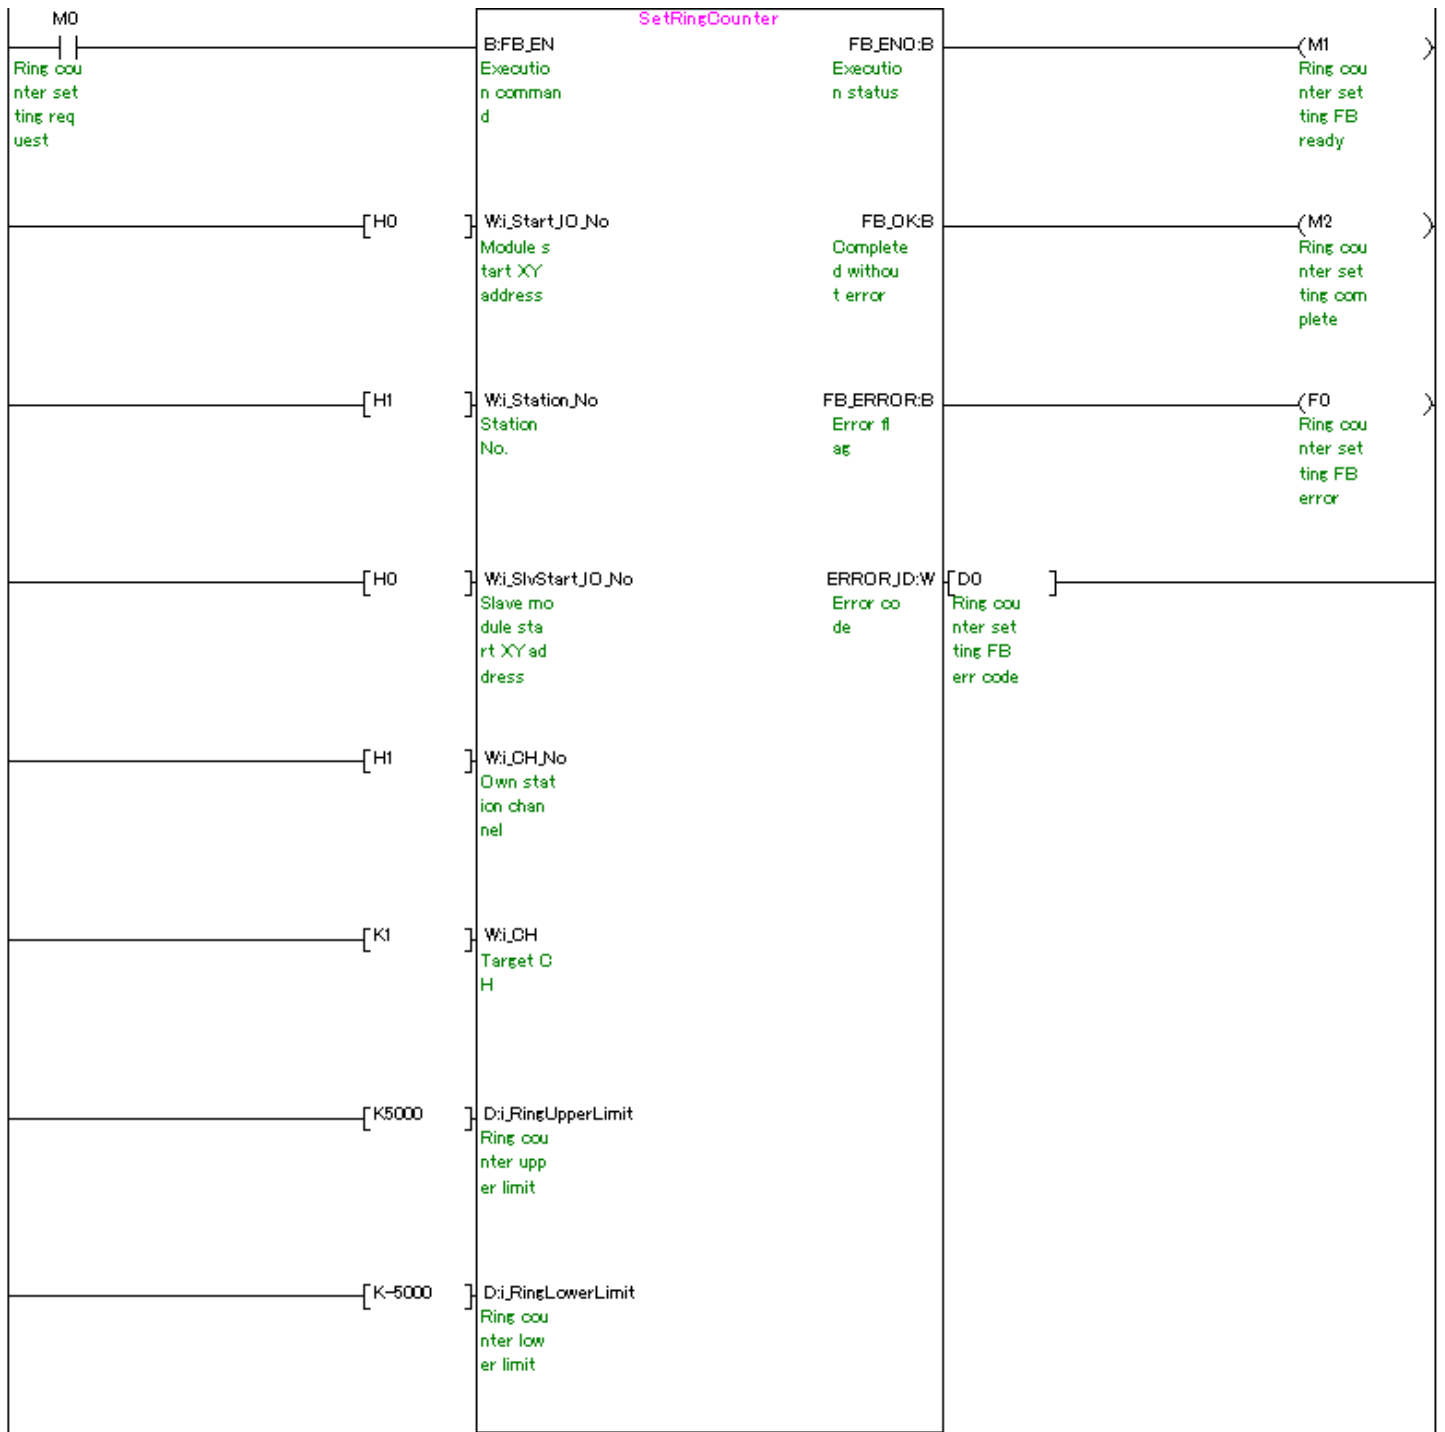 M0
SetRingCounter
B:FB_EN
FB_ENO:B
M1
Ring cou
nter set
ting req
uest
Executio
n comman
d
Executio
n status
Ring cou
nter set
ting FB
ready
H0
W:i_Start_IO_No
FB_OK:B
M2
Module s
tart XY
address
Complete
d withou
t error
Ring cou
nter set
ting com
plete
H1
W:i_Station_No
FB_ERROR:B
F0
Station
No.
Error fl
ag
Ring cou
nter set
ting FB
error
H0
W:i_SlvStart_IO_No
ERROR_ID:W
D0
Slave mo
dule sta
rt XY ad
dress
Error co
de
Ring cou
nter set
ting FB
err code
H1
W:i_CH_No
Own stat
ion chan
nel
K1
W:i_CH
Target C
H
K5000
D:i_RingUpperLimit
Ring cou
nter upp
er limit
K-5000
D:i_RingLowerLimit
Ring cou
nter low
er limit